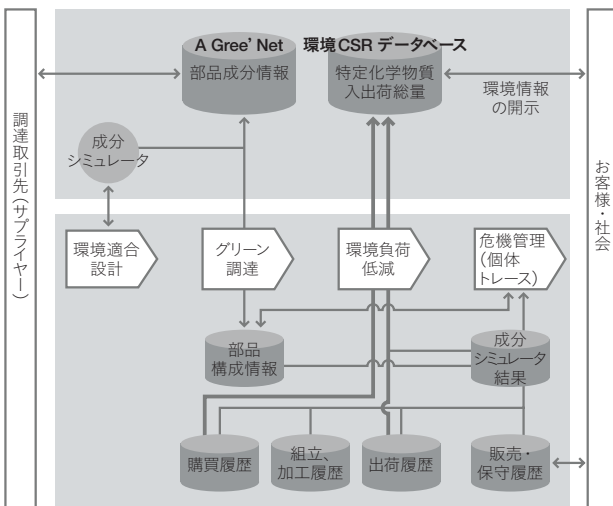 A Gree’ Net
環境CSR データベース
部品成分情報
特定化学物質
入出荷総量
環境情報
の開示
調達取引先（サプライヤー）
お客様・社会
成分
シミュレータ
環境適合
設計
グリーン
調達
環境負荷
低減
危機管理
(個体
トレース)
部品
構成情報
成分
シミュレータ
結果
購買履歴
組立、
加工履歴
出荷履歴
販売・
保守履歴